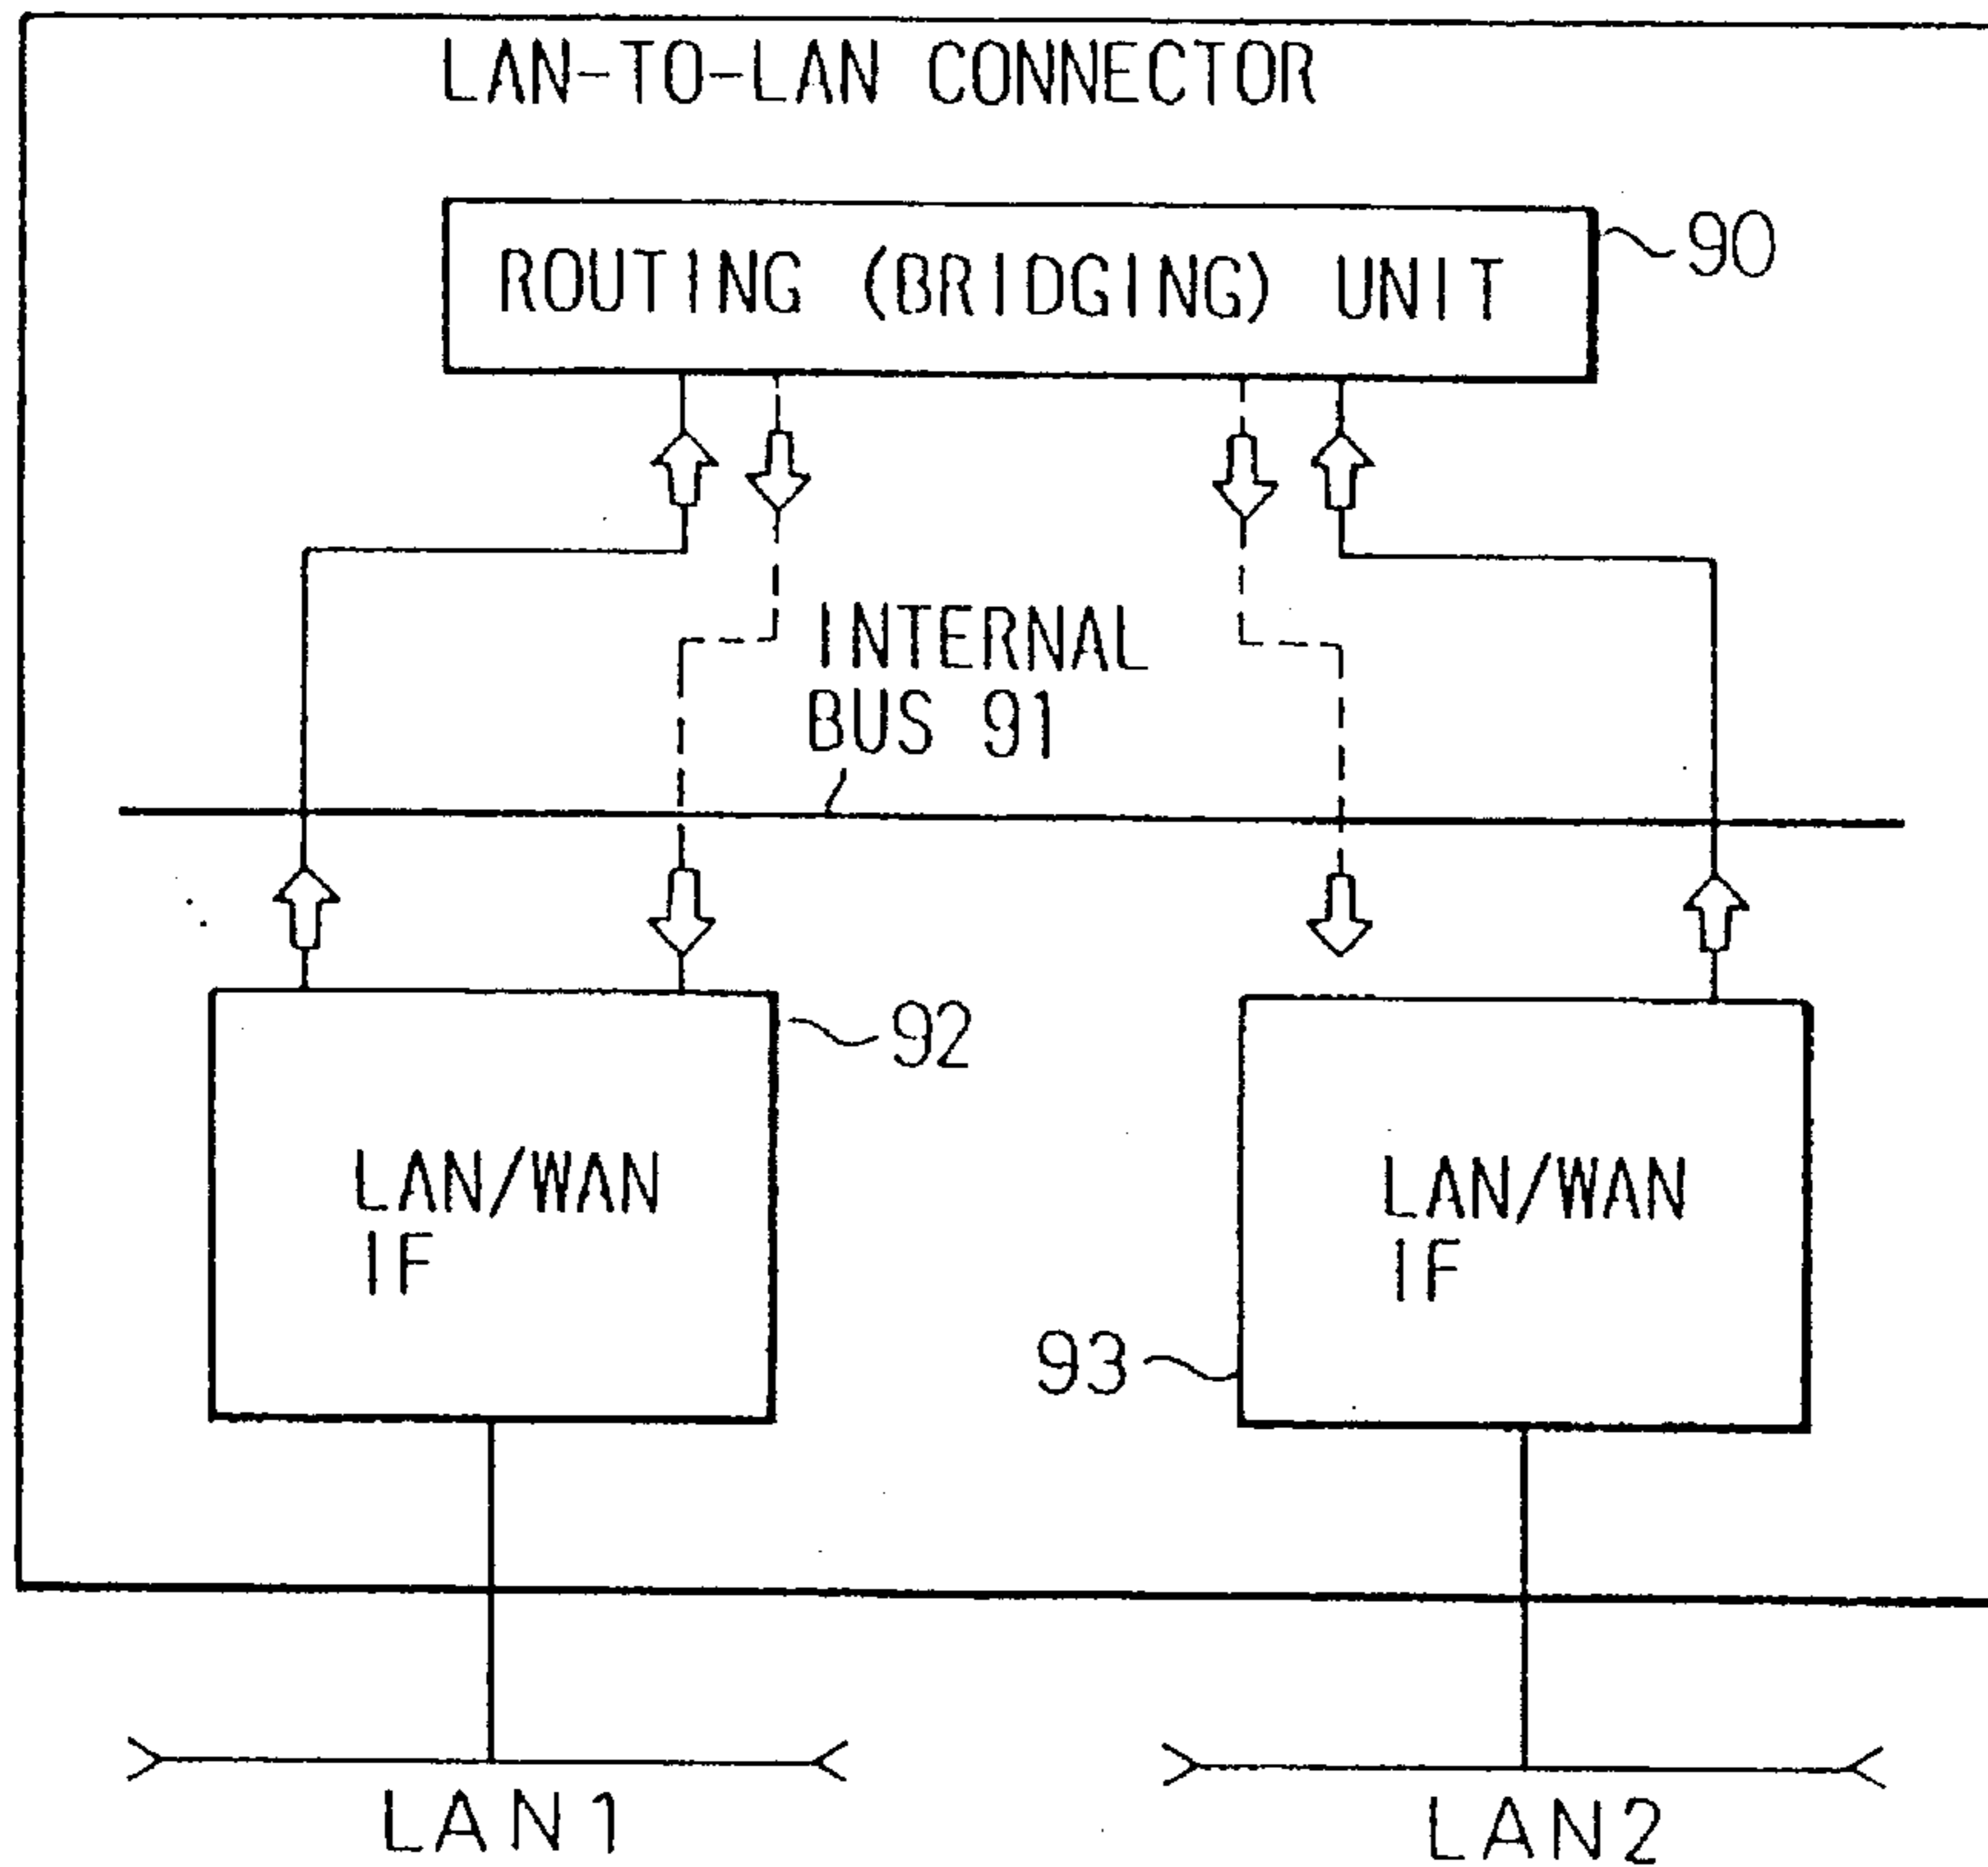 LAN-TO-LAN CONNECTOR
ROUTING (BRIDGING) UNIT
90
INTERNAL
BUS 91
92
LAN/WAN
IF
LAN/WAN
IF
93
LAN1
LAN2